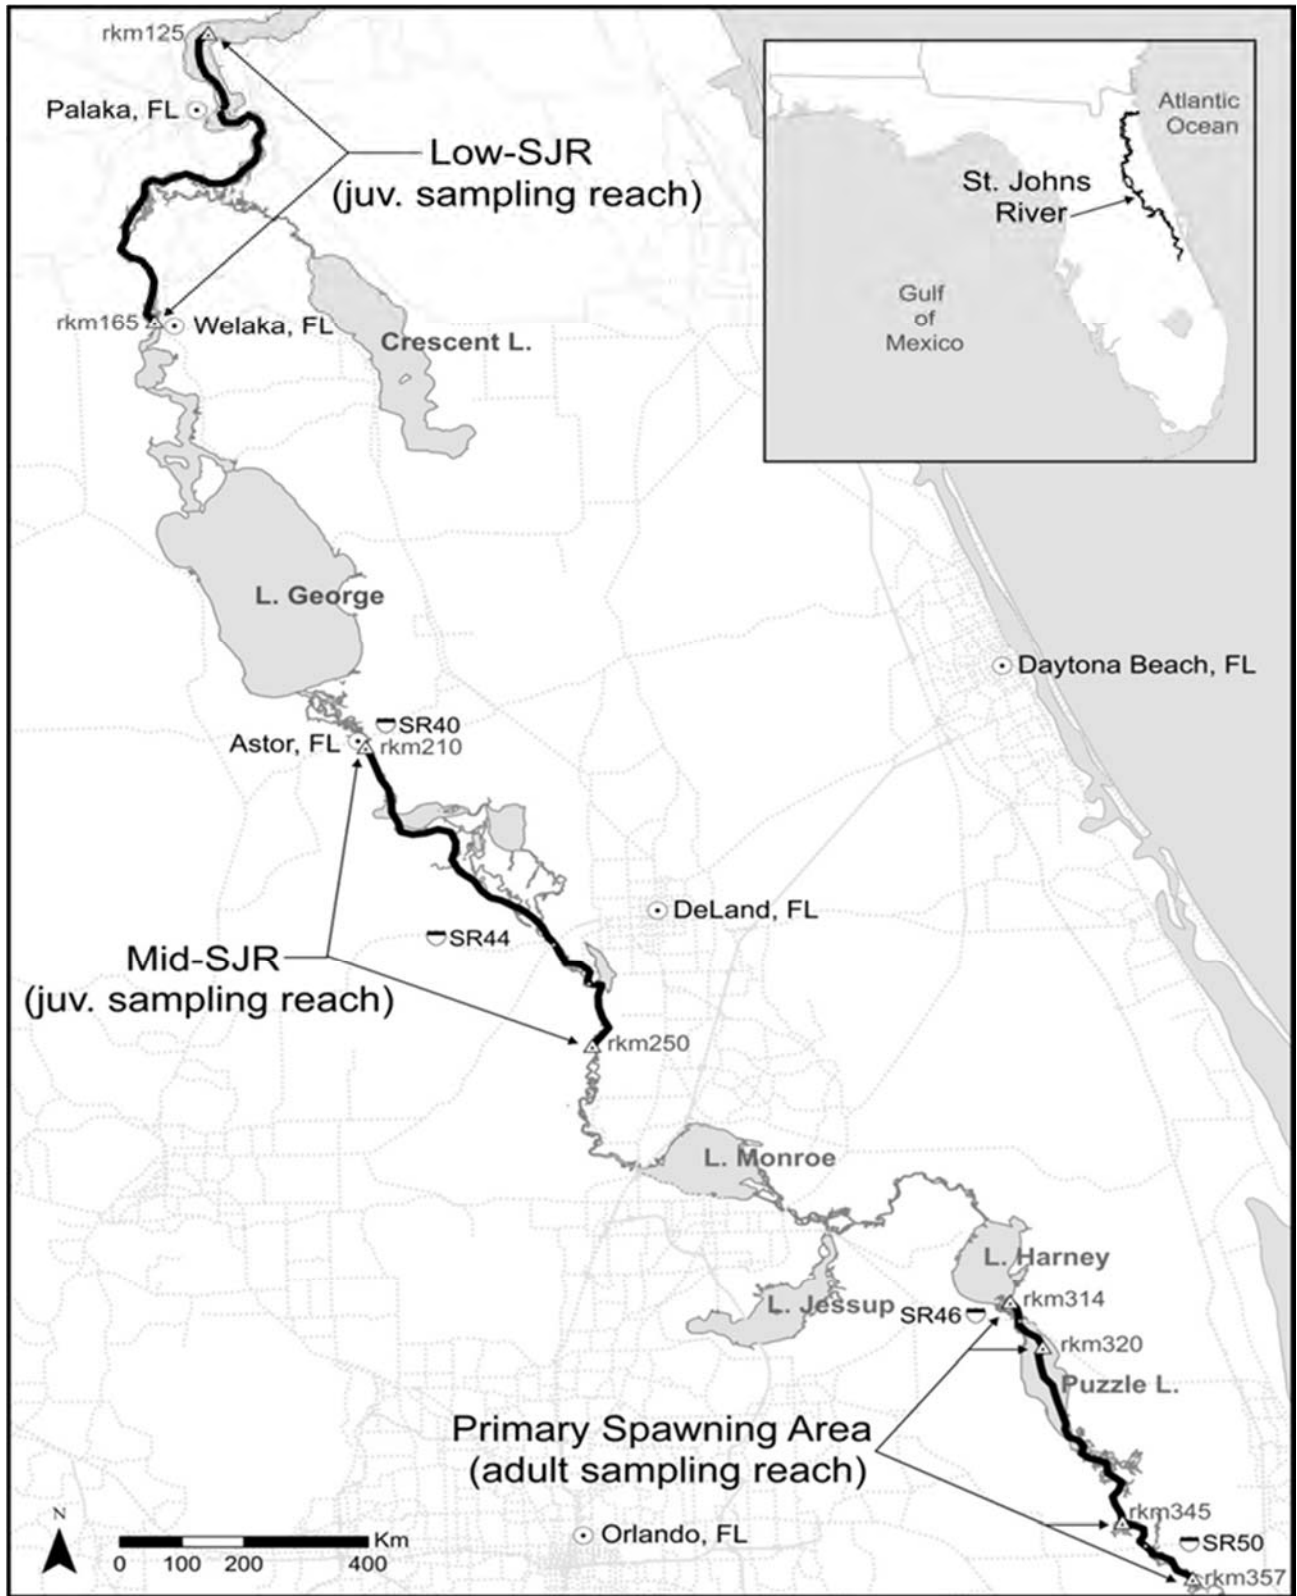 rkm125
Palaka, FL
Low-SJR
(juv. sampling reach)
Atlantic
Ocean
St. Johns
River
Gulf
of
Mexico
rkm165
Welaka, FL
Crescent L.
L. George
Daytona Beach, FL
SR40
Astor, FL
rkm210
DeLand, FL
SR44
Mid-SJR
(juv. sampling reach)
rkm250
L. Monroe
L. Harney
L. Jessup
rkm314
SR46
rkm320
Puzzle L.
Primary Spawning Area
(adult sampling reach)
rkm345
N
Orlando, FL
SR50
Km
0 100 200 400
rkm357